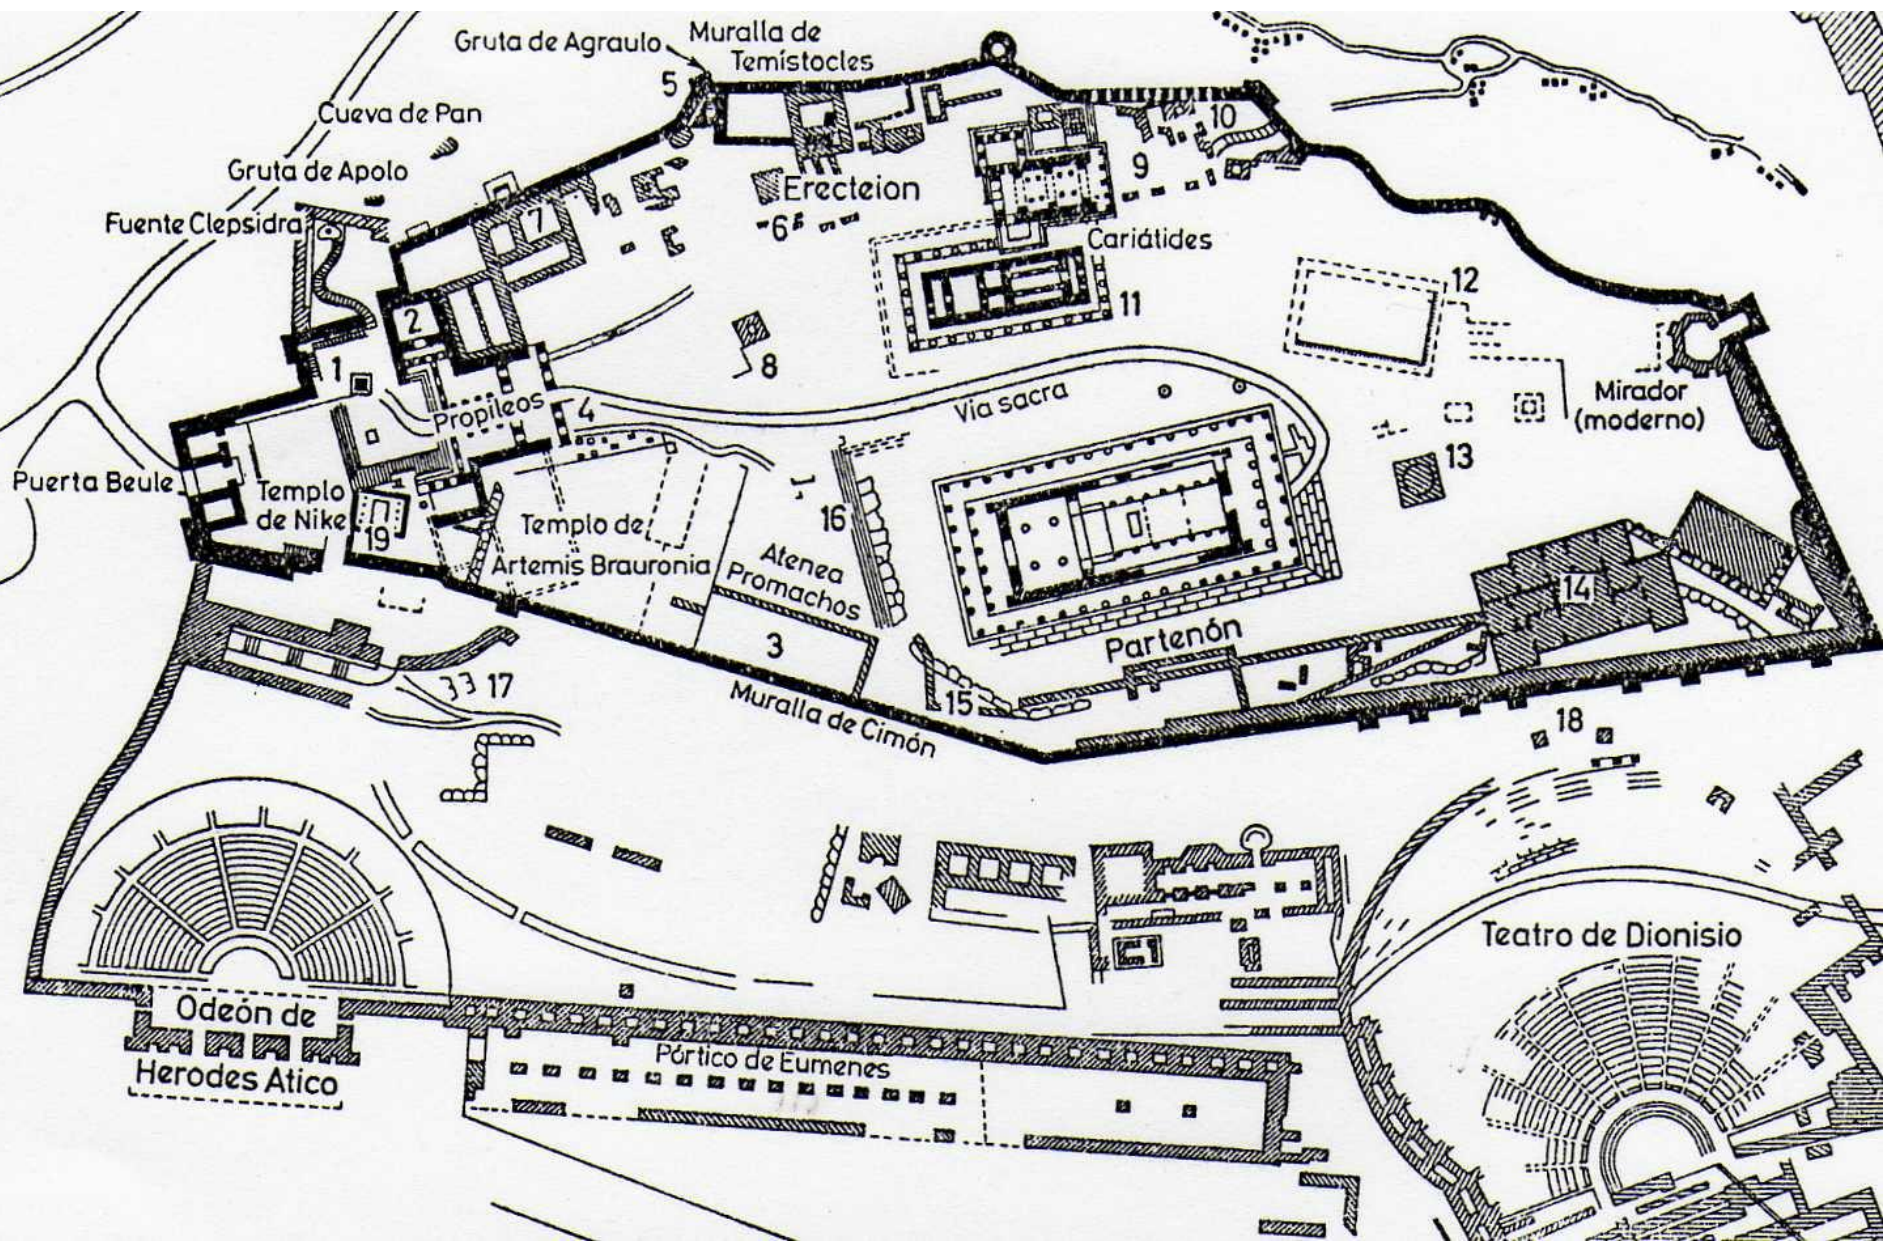 Gruta de Agraulo
Muralla de
Temístocles
5
Cueva de Pan
10
Gruta de Apolo
9
Erecteion
Fuente Clepsidra
7
6
Cariátides
12
11
2
8
1
Mirador
(moderno)
Via sacra
Propileos
4
13
Puerta Beule
Templo
de Nike
19
16
Templo de
Artemis Brauronia
Atenea
Promachos
14
3
Partenón
17
15
Muralla de Cimón
18
Teatro de Dionisio
Odeón de
Herodes Atico
Pórtico de Eumenes